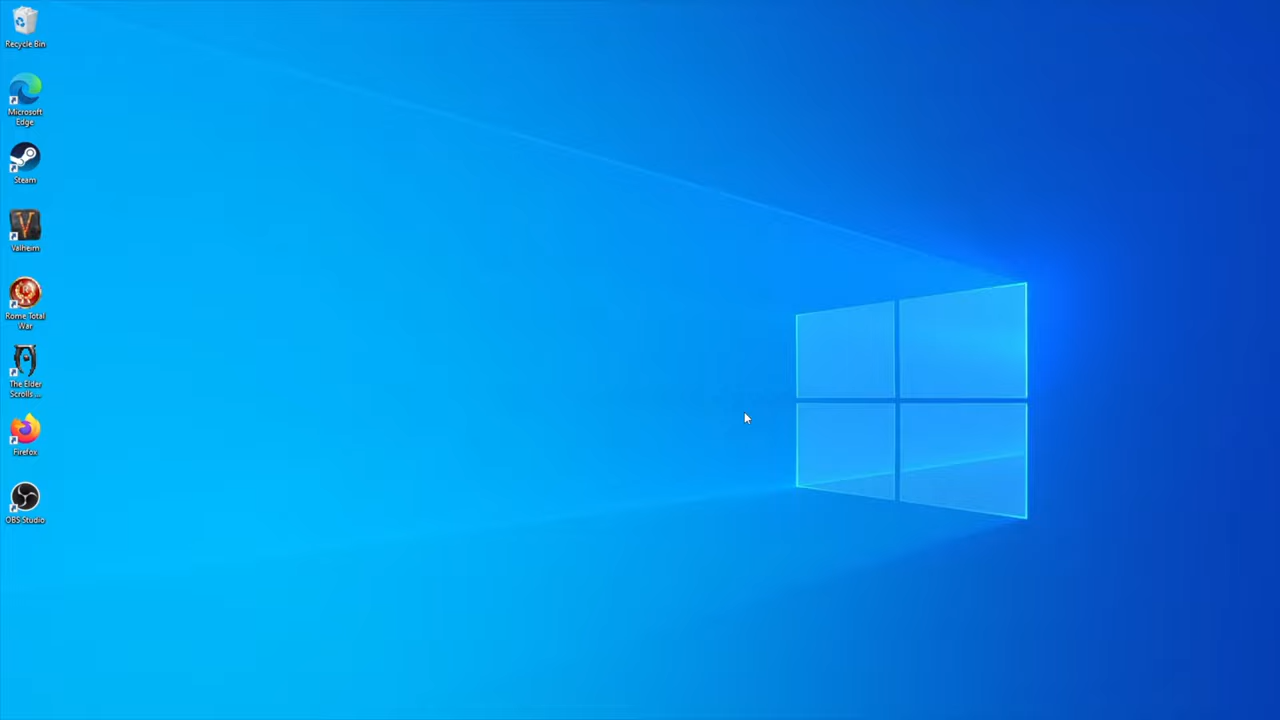 Recycle Bin
Microsoft
Edge
Steam
Valheim
Rome Total
War
The Elder
Scrolls ...
Firefox
OBS Studio